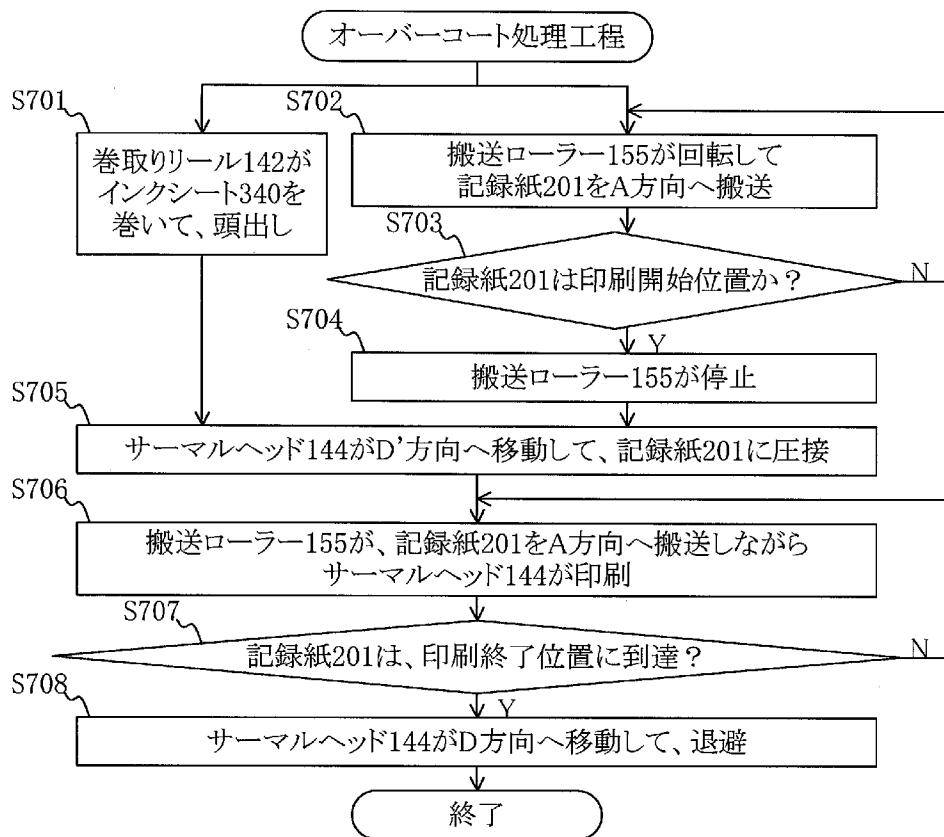 オーバーコート処理工程
S701
巻取りリール142が
インクシート340を
巻いて、頭出し
S702
搬送ローラー155が回転して
記録紙201をA方向へ搬送
S703
記録紙201は印刷開始位置か？
N
Y
S704
搬送ローラー155が停止
S705
サーマルヘッド144がD’方向へ移動して、記録紙201に圧接
S706
搬送ローラー155が、記録紙201をA方向へ搬送しながら
サーマルヘッド144が印刷
S707
記録紙201は、印刷終了位置に到達？
N
Y
S708
サーマルヘッド144がD方向へ移動して、退避
終了